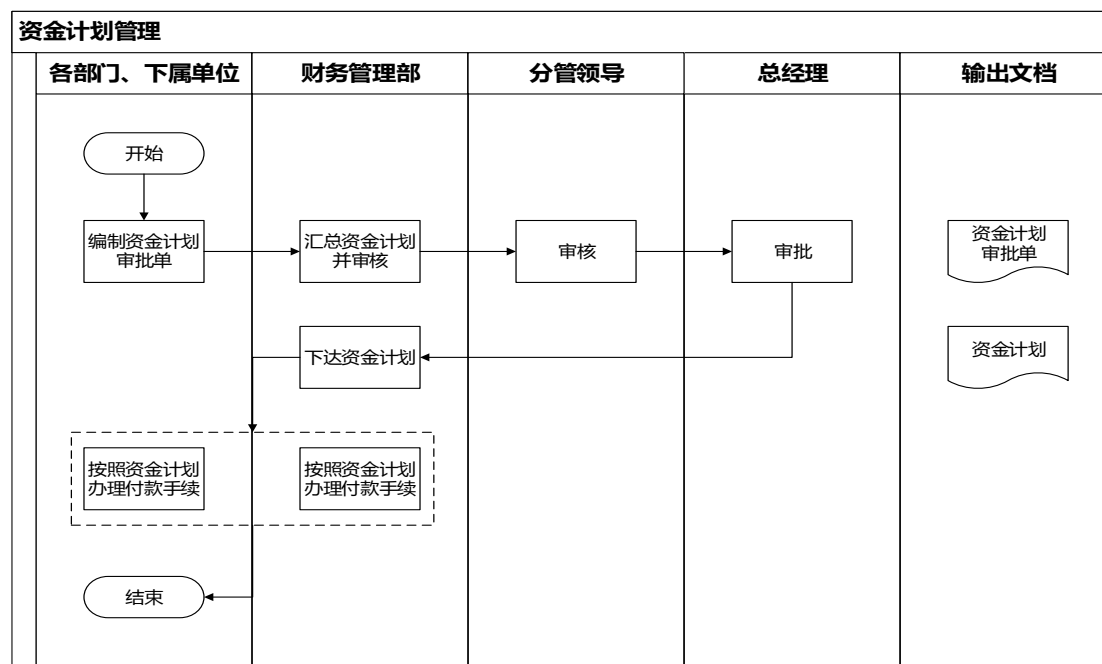 资金计划管理
各部门、下属单位
财务管理部
分管领导
总经理
输出文档
开始
编制资金计划
审批单
汇总资金计划
并审核
审核
审批
资金计划
审批单
下达资金计划
资金计划
按照资金计划
办理付款手续
按照资金计划
办理付款手续
结束